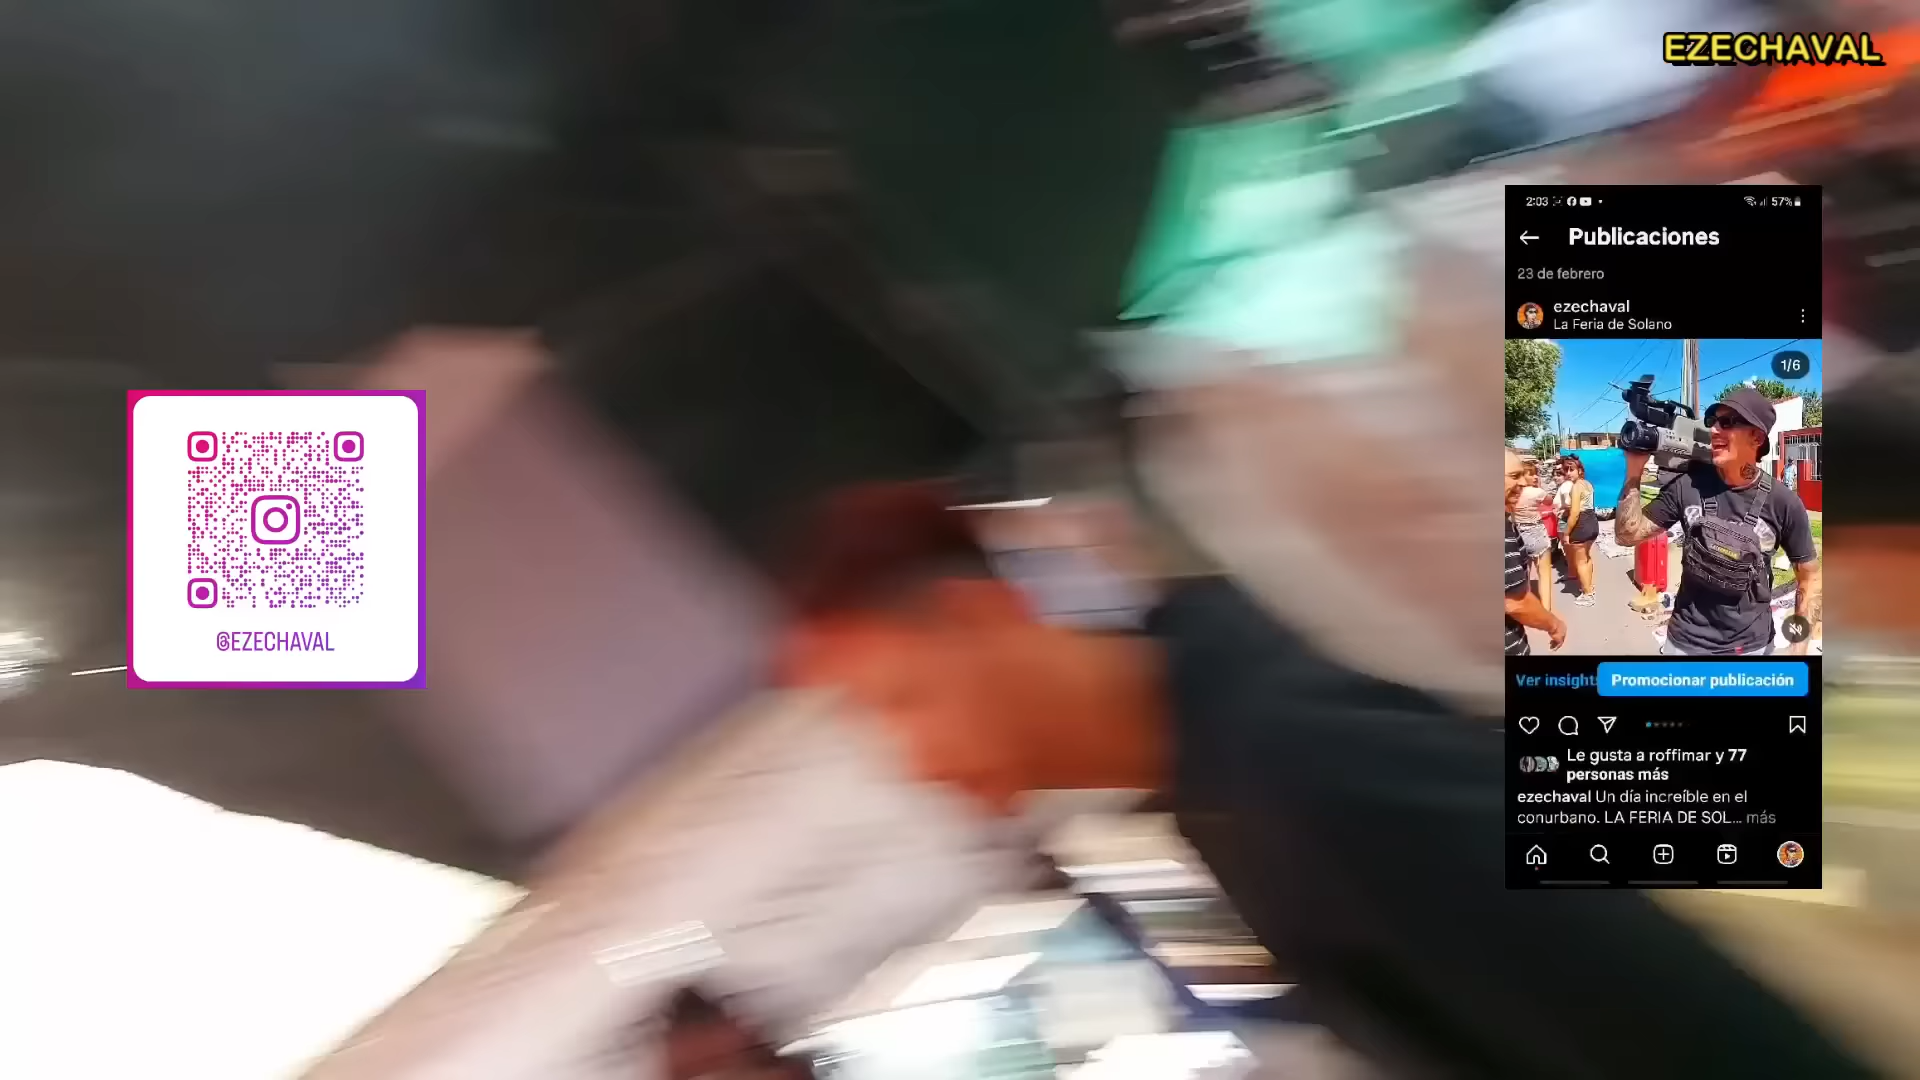 EZECHAVAL
@EZECHAVAL
2:03
57%
Publicaciones
23 de febrero
ezechaval
La Feria de Solano
1/6
Ver insight
Promocionar publicación
Le gusta a roffimar y 77
personas más
ezechaval Un día increíble en el
conurbano. LA FERIA DE SOL... más